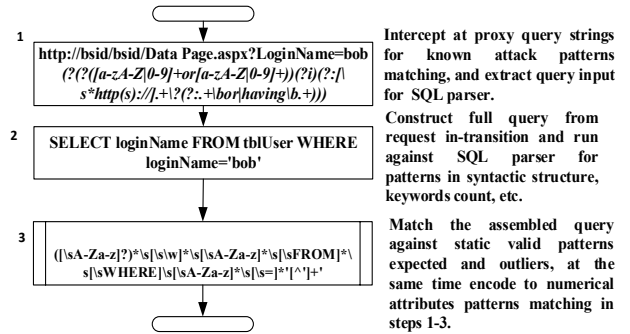 1
http://bsid/bsid/Data Page.aspx?LoginName=bob
(?(?([a-zA-Z|0-9]+or[a-zA-Z|0-9]+))(?i)(?:[\
s*http(s)://].+\?(?:.+\bor|having\b.+)))
Intercept at proxy query strings
for known attack patterns
matching, and extract query input
for SQL parser.
2
SELECT loginName FROM tblUser WHERE
loginName='bob'
Construct full query from
request in-transition and run
against SQL parser for
patterns in syntactic structure,
keywords count, etc.
3
([\sA-Za-z]?)*\s[\s\w]*\s[\sA-Za-z]*\s[\sFROM]*\
s[\sWHERE]\s[\sA-Za-z]*\s[\s=]*'[^']+'
Match the assembled query
against static valid patterns
expected and outliers, at the
same time encode to numerical
attributes patterns matching in
steps 1-3.